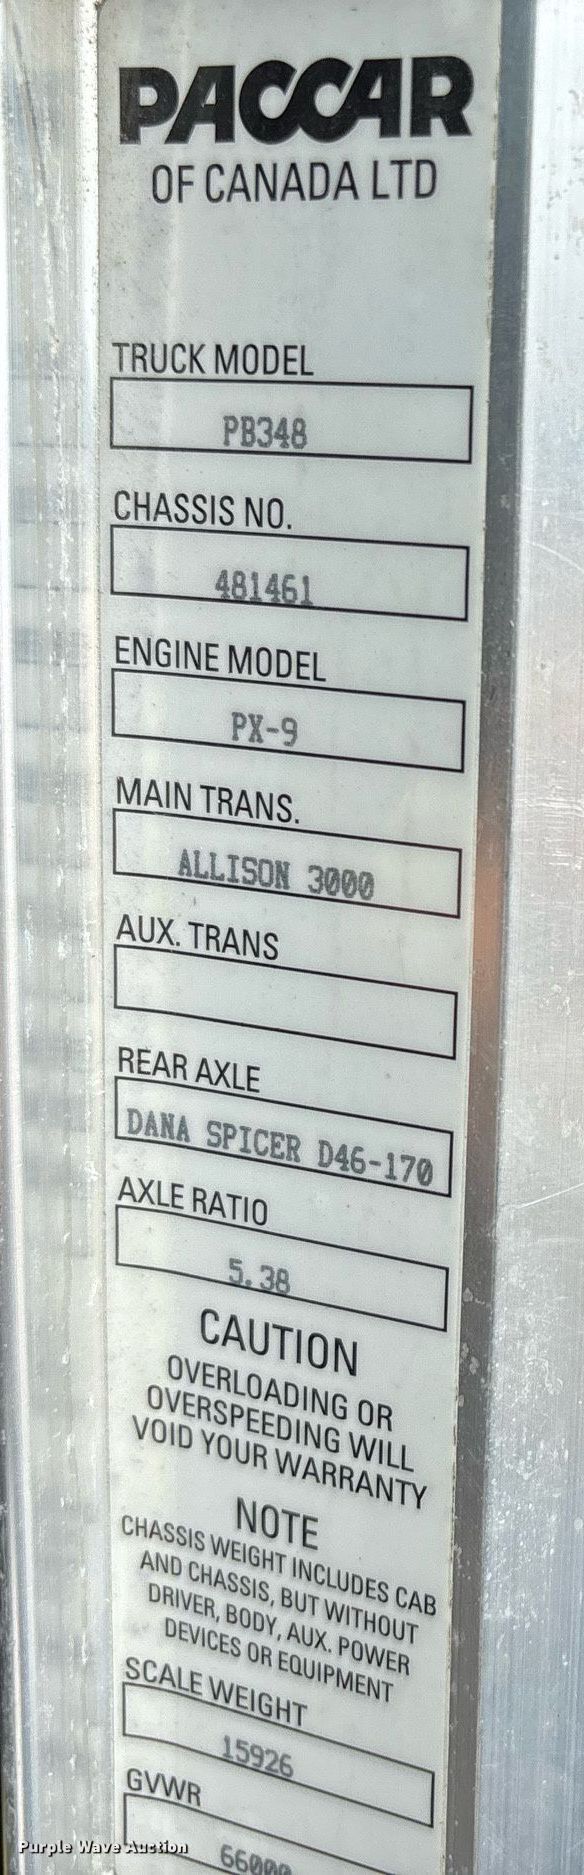 PACCAR
OF CANADA LTD
TRUCK MODEL
PB348
CHASSIS NO.
481461
ENGINE MODEL
PX-9
MAIN TRANS.
ALLISON 3000
AUX. TRANS
REAR AXLE
DANA SPICER D46-170
AXLE RATIO
5.38
CAUTION
OVERLOADING OR
OVERSPEEDING WILL
VOID YOUR WARRANTY
NOTE
CHASSIS WEIGHT INCLUDES CAB
AND CHASSIS, BUT WITHOUT
DRIVER, BODY, AUX. POWER
DEVICES OR EQUIPMENT
SCALE WEIGHT
15926
GVWR
66000
Purple Wave Auction